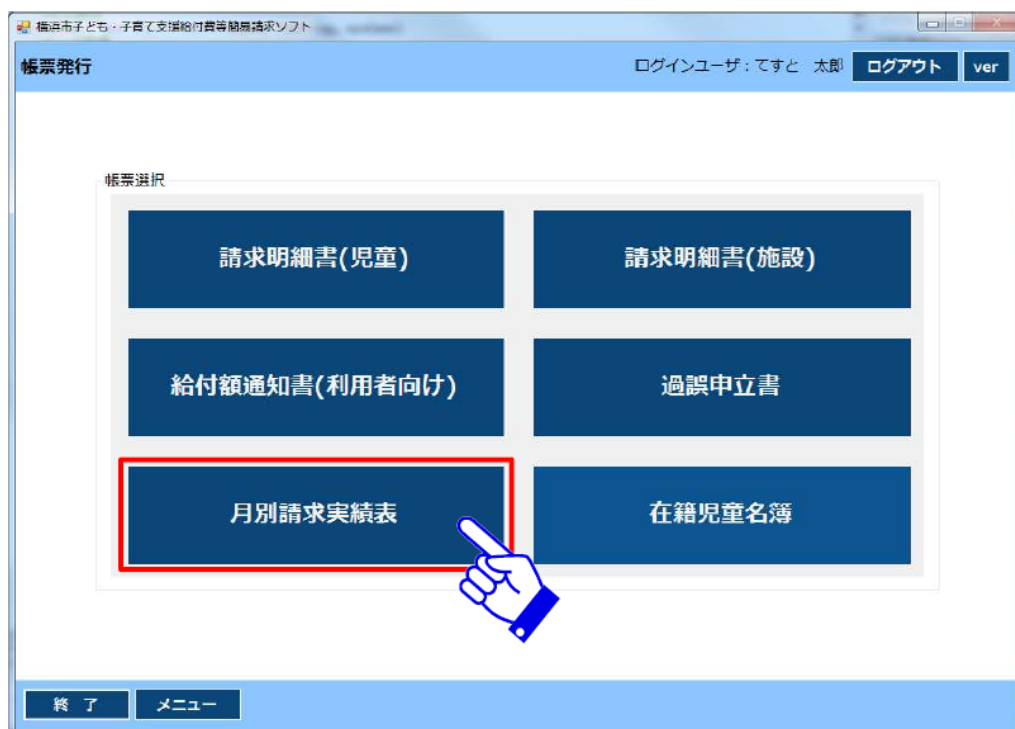 横浜市子ども・子育て支援給付費等簡易請求ソフト
帳票発行
ログインユーザ:てすと 太郎
ログアウト
ver
帳票選択
請求明細書(児童)
請求明細書(施設)
給付額通知書(利用者向け)
過誤申立書
月別請求実績表
在籍児童名簿
終 了
メニュー